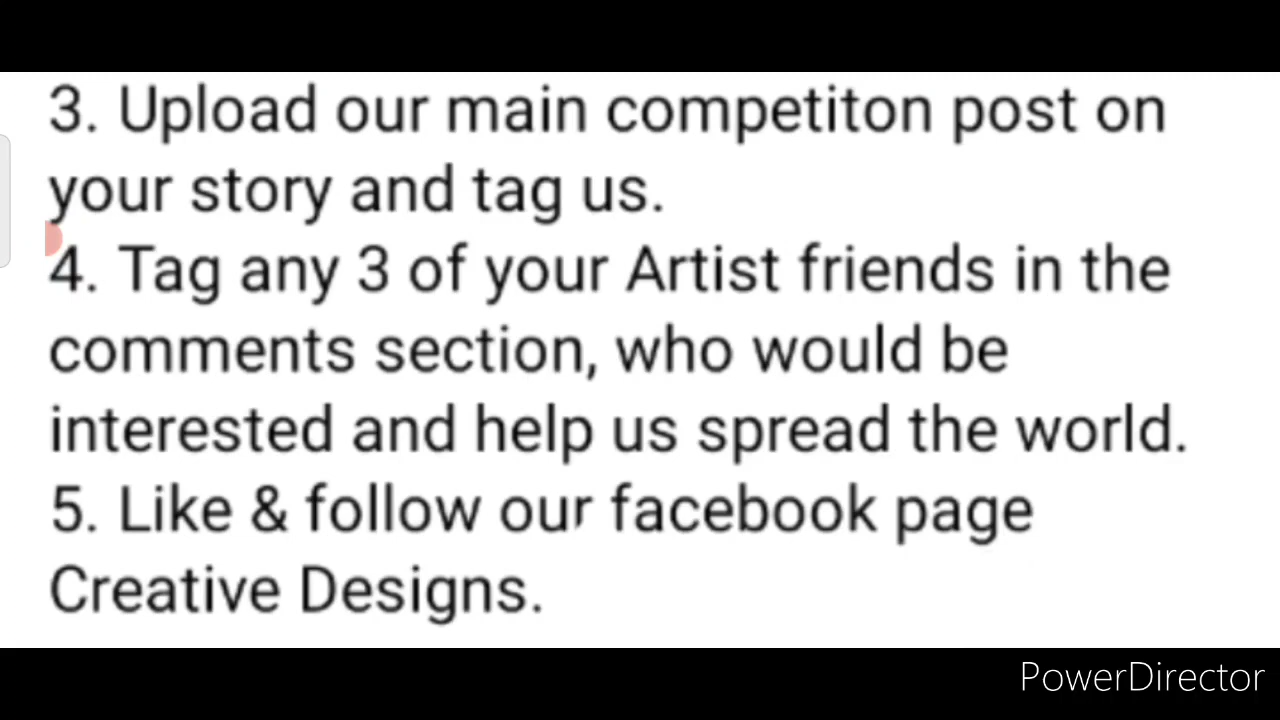 3. Upload our main competiton post on
your story and tag us.
4. Tag any 3 of your Artist friends in the
comments section, who would be
interested and help us spread the world.
5. Like & follow our facebook page
Creative Designs.
PowerDirector